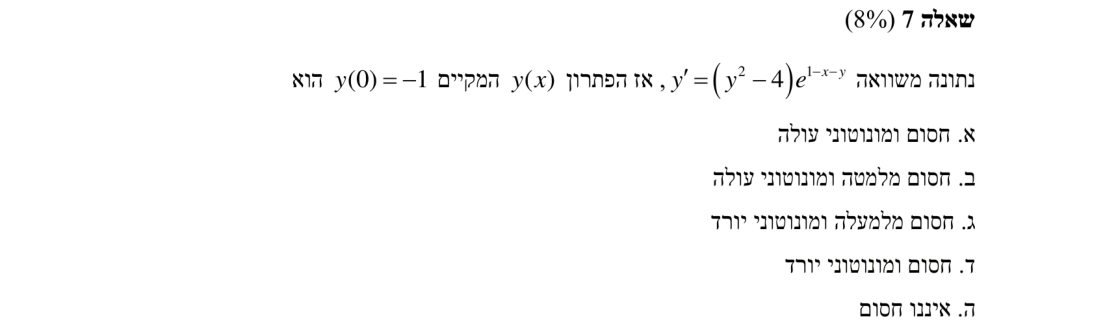 שאלה 7 (8%)
נתונה משוואה y′ = (y² − 4)e^{1−x−y}, אז הפתרון y(x) המקיים y(0) = −1 הוא
א. חסום ומונוטוני עולה
ב. חסום מלמטה ומונוטוני עולה
ג. חסום מלמעלה ומונוטוני יורד
ד. חסום ומונוטוני יורד
ה. איננו חסום